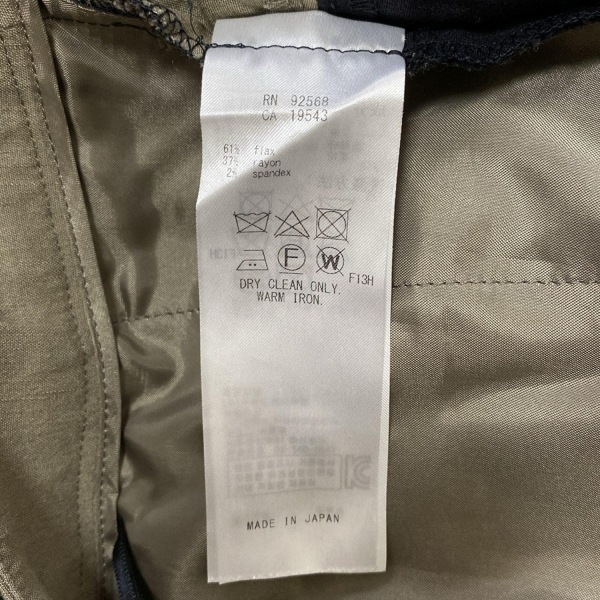 RN 92568
CA 19543
61% flax
37% rayon
2% spandex
F W
F13H
DRY CLEAN ONLY.
WARM IRON.
MADE IN JAPAN